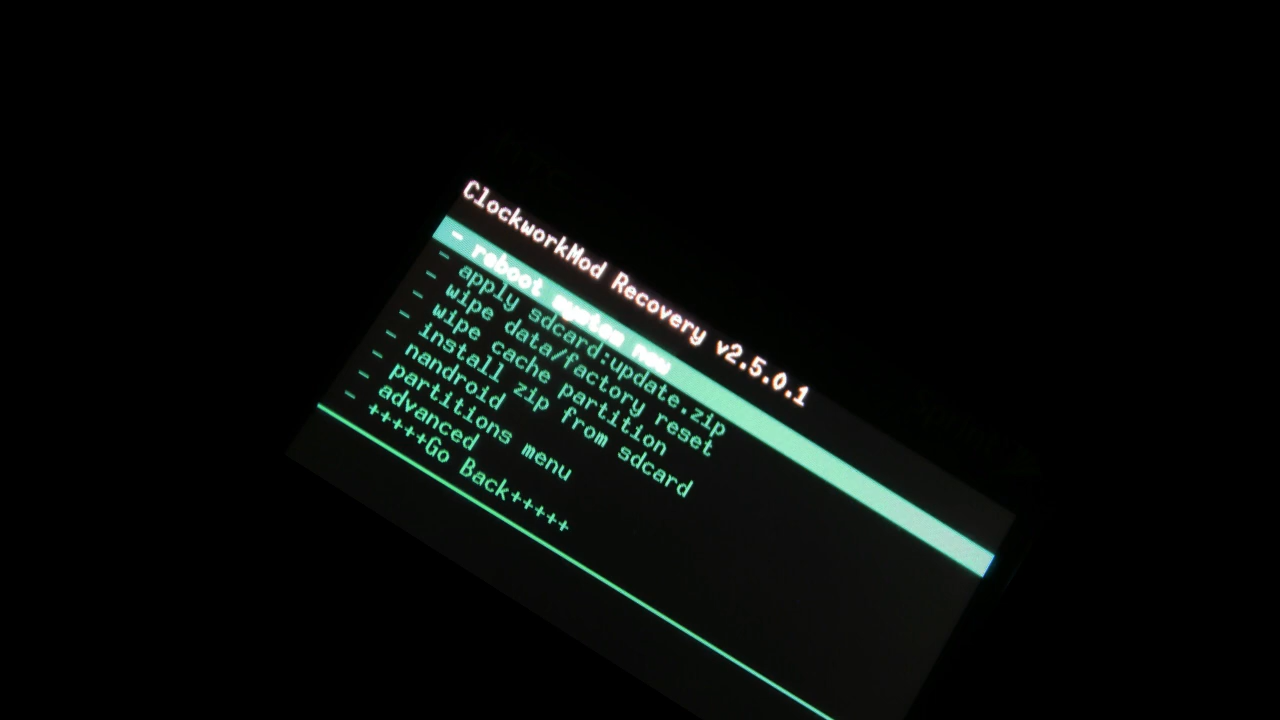 ClockworkMod Recovery v2.5.0.1
- reboot system now
- apply sdcard:update.zip
- wipe data/factory reset
- wipe cache partition
- install zip from sdcard
- nandroid
- partitions menu
- advanced
- +++++Go Back+++++